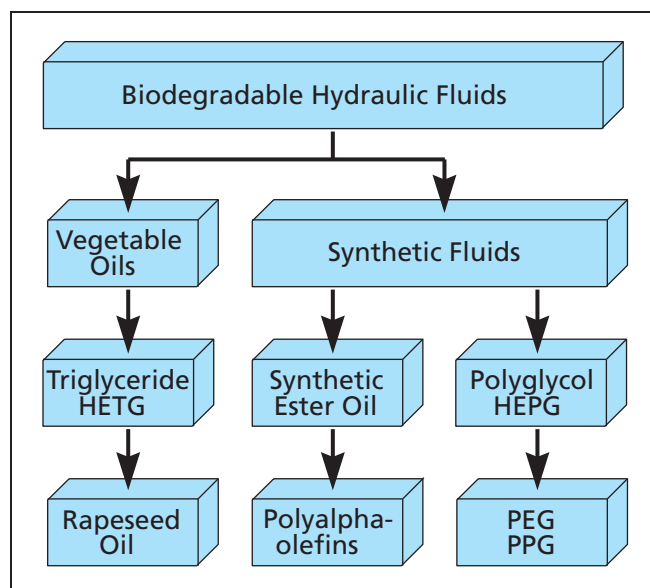 Biodegradable Hydraulic Fluids
Vegetable
Oils
Synthetic Fluids
Triglyceride
HETG
Synthetic
Ester Oil
Polyglycol
HEPG
Rapeseed
Oil
Polyalpha-
olefins
PEG
PPG